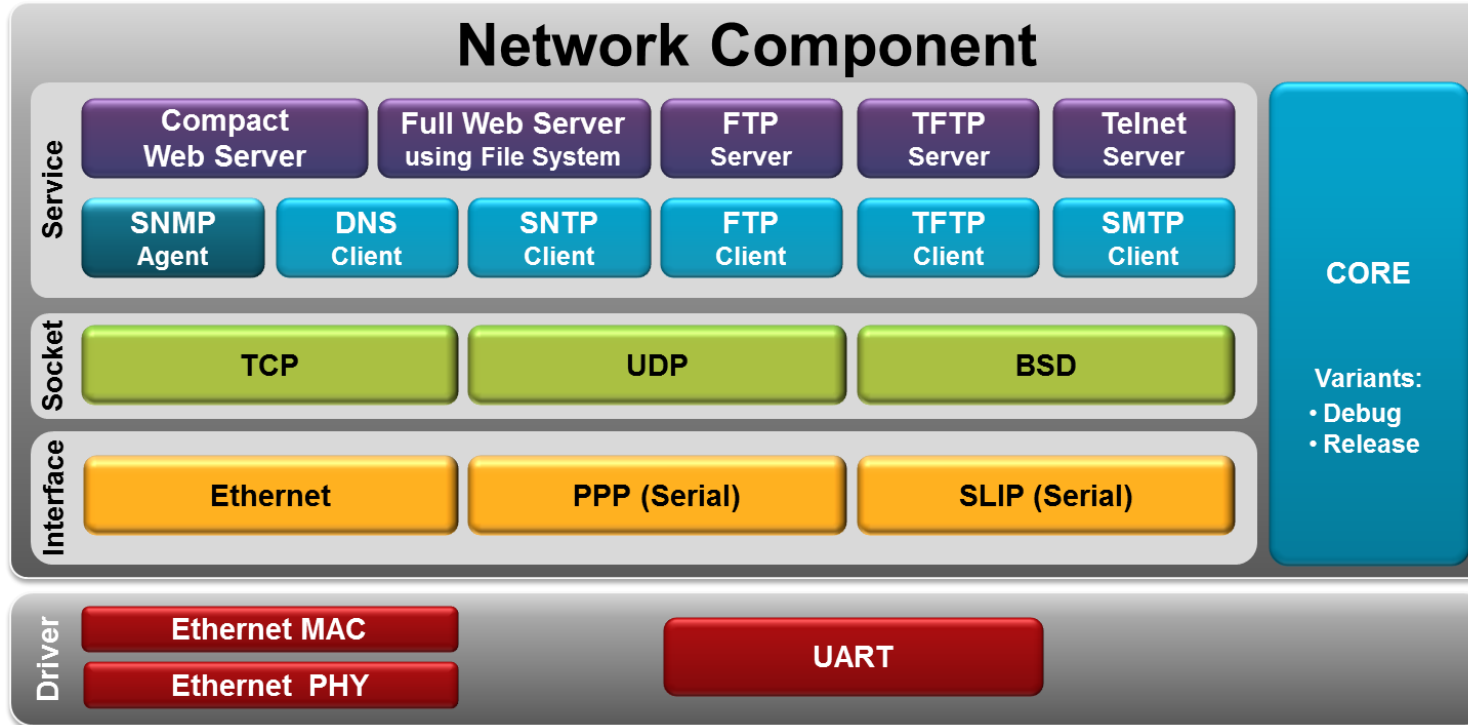 Network Component
Service
Compact
Web Server
Full Web Server
using File System
FTP
Server
TFTP
Server
Telnet
Server
SNMP
Agent
DNS
Client
SNTP
Client
FTP
Client
TFTP
Client
SMTP
Client
Socket
TCP
UDP
BSD
Interface
Ethernet
PPP (Serial)
SLIP (Serial)
CORE
Variants:
• Debug
• Release
Driver
Ethernet MAC
Ethernet PHY
UART